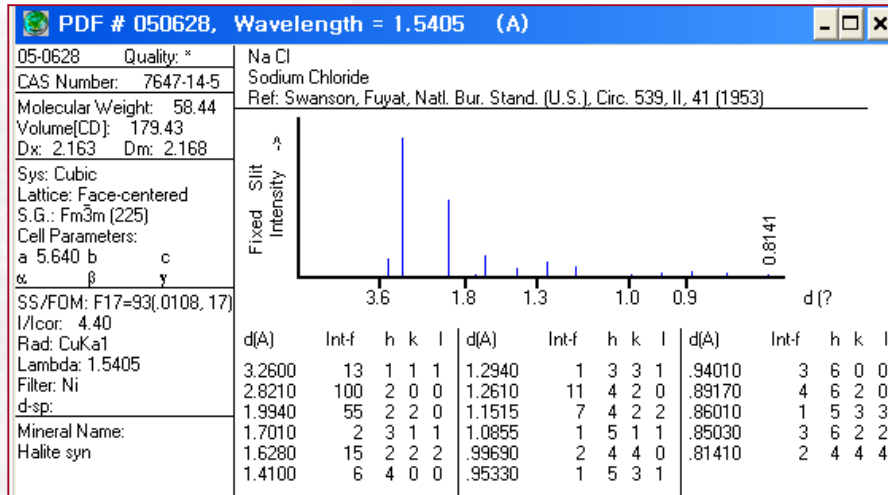 PDF # 050628, Wavelength = 1.5405 (A)
05-0628 Quality: *
CAS Number: 7647-14-5
Molecular Weight: 58.44
Volume[CD]: 179.43
Dx: 2.163 Dm: 2.168
Sys: Cubic
Lattice: Face-centered
S.G.: Fm3̅m (225)
Cell Parameters:
a 5.640 b c
α β γ
SS/FOM: F17=93(.0108, 17)
I/Icor: 4.40
Rad: CuKa1
Lambda: 1.5405
Filter: Ni
d-sp:
Mineral Name:
Halite syn
Na Cl
Sodium Chloride
Ref: Swanson, Fuyat, Natl. Bur. Stand. (U.S.), Circ. 539, II, 41 (1953)
Fixed Slit
Intensity ->
0.8141
3.6 1.8 1.3 1.0 0.9 d (?
d(A) Int-f h k l d(A) Int-f h k l d(A) Int-f h k l
3.2600 13 1 1 1 1.2940 1 3 3 1 .94010 3 6 0 0
2.8210 100 2 0 0 1.2610 11 4 2 0 .89170 4 6 2 0
1.9940 55 2 2 0 1.1515 7 4 2 2 .86010 1 5 3 3
1.7010 2 3 1 1 1.0855 1 5 1 1 .85030 3 6 2 2
1.6280 15 2 2 2 .99690 2 4 4 0 .81410 2 4 4 4
1.4100 6 4 0 0 .95330 1 5 3 1